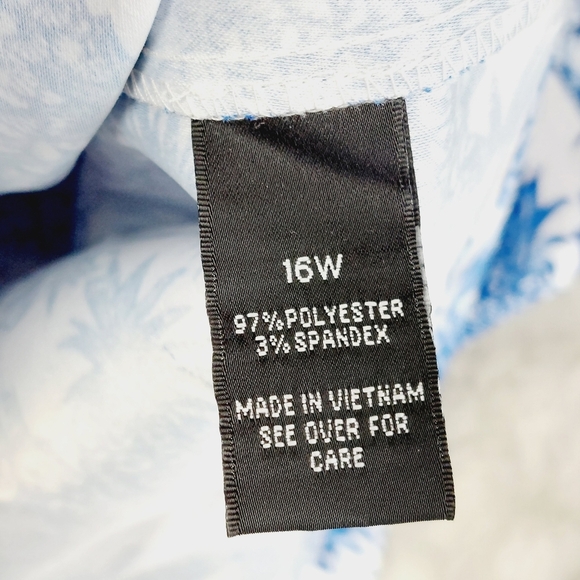 16W
97%POLYESTER
3%SPANDEX
MADE IN VIETNAM
SEE OVER FOR
CARE